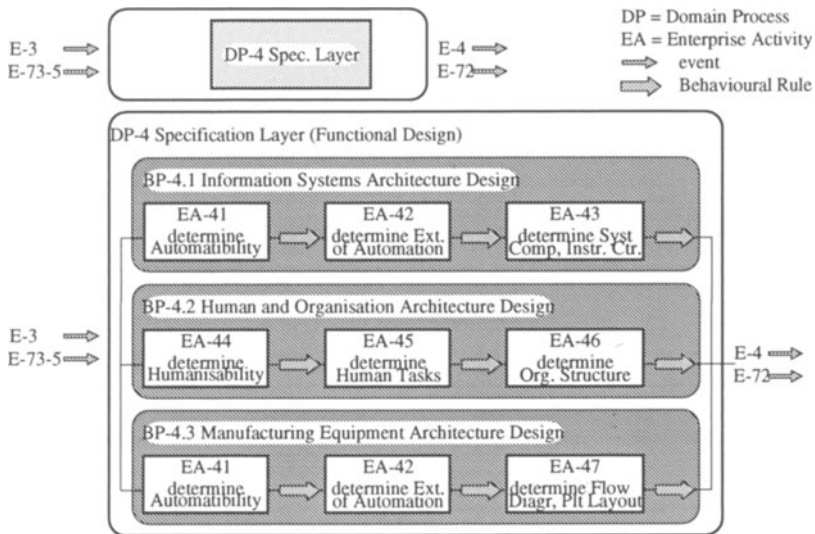 DP = Domain Process
EA = Enterprise Activity
event
Behavioural Rule
E-3
E-73-5
DP-4 Spec. Layer
E-4
E-72
DP-4 Specification Layer (Functional Design)
BP-4.1 Information Systems Architecture Design
EA-41
determine
Automatibility
EA-42
determine Ext.
of Automation
EA-43
determine Syst
Comp, Instr. Ctr.
BP-4.2 Human and Organisation Architecture Design
E-3
E-73-5
EA-44
determine
Humanisability
EA-45
determine
Human Tasks
EA-46
determine
Org. Structure
E-4
E-72
BP-4.3 Manufacturing Equipment Architecture Design
EA-41
determine
Automatibility
EA-42
determine Ext.
of Automation
EA-47
determine Flow
Diagr, Plt Layout